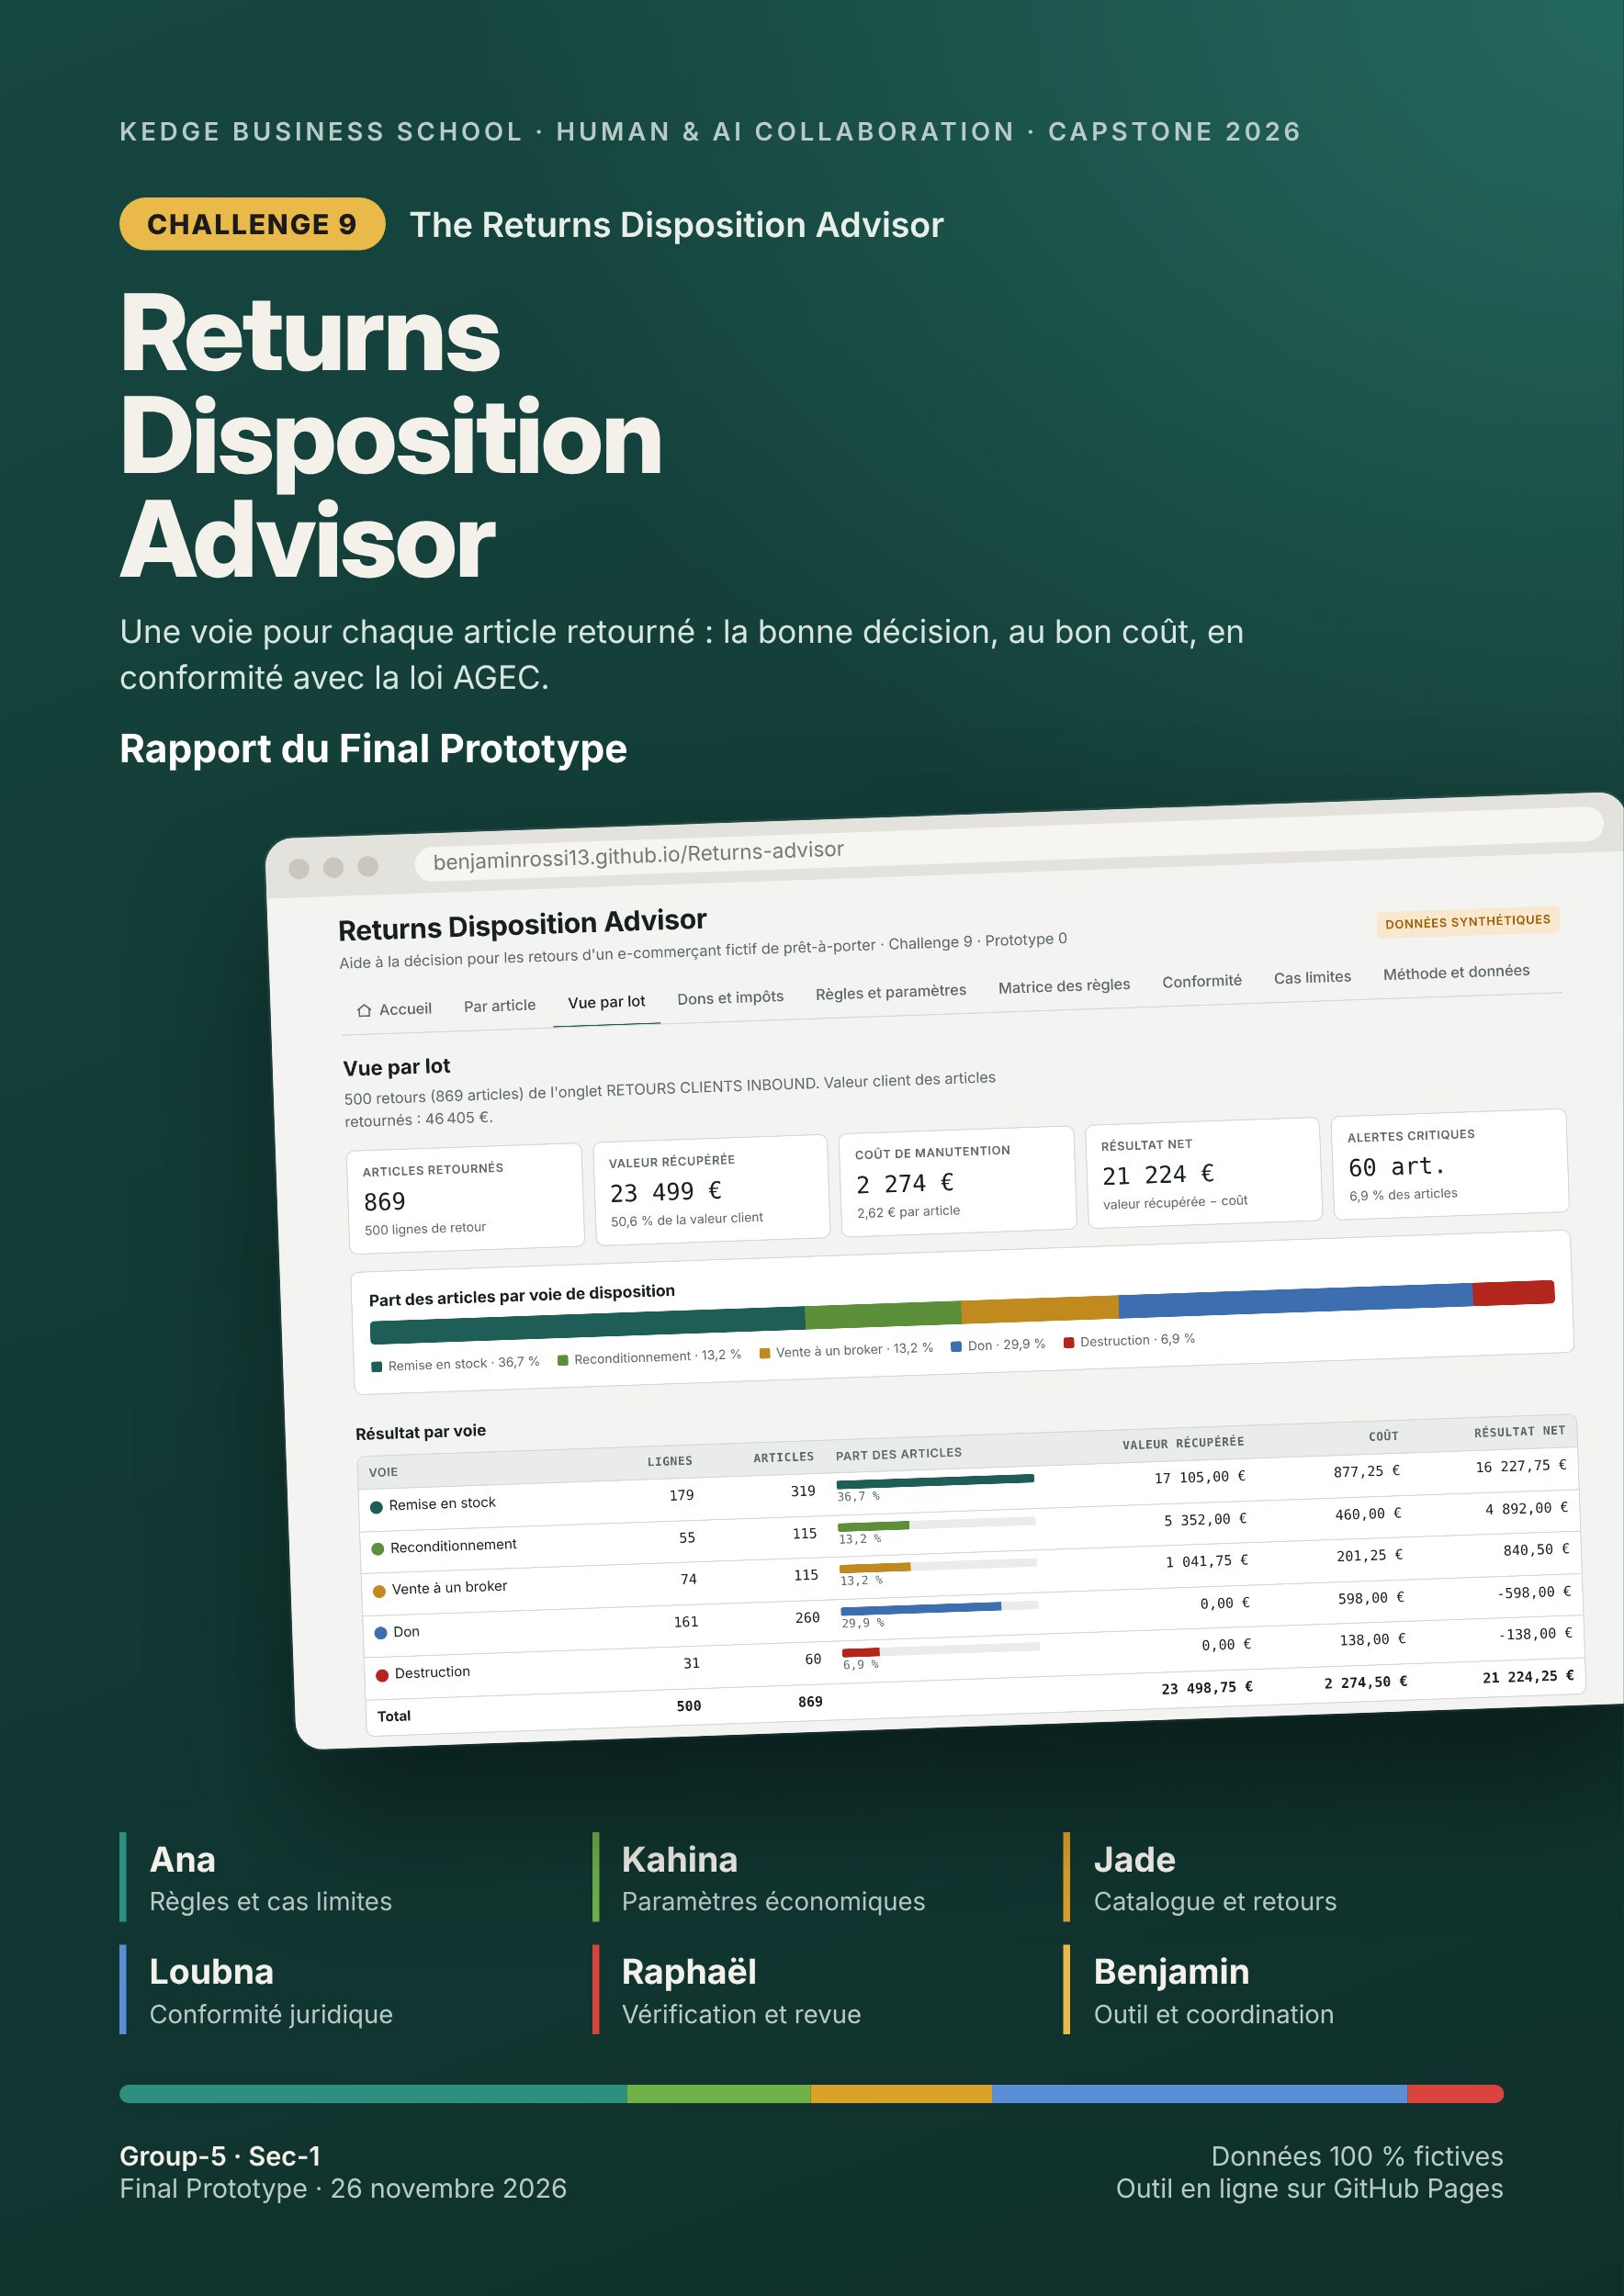 KEDGE BUSINESS SCHOOL · HUMAN & AI COLLABORATION · CAPSTONE 2026
CHALLENGE 9 The Returns Disposition Advisor
Returns
Disposition
Advisor
Une voie pour chaque article retourné : la bonne décision, au bon coût, en
conformité avec la loi AGEC.
Rapport du Final Prototype
benjaminrossi13.github.io/Returns-advisor
Returns Disposition Advisor
DONNÉES SYNTHÉTIQUES
Aide à la décision pour les retours d'un e-commerçant fictif de prêt-à-porter · Challenge 9 · Prototype 0
Accueil Par article Vue par lot Dons et impôts Règles et paramètres Matrice des règles Conformité Cas limites Méthode et données
Vue par lot
500 retours (869 articles) de l'onglet RETOURS CLIENTS INBOUND. Valeur client des articles
retournés : 46 405 €.
ARTICLES RETOURNÉS
869
500 lignes de retour
VALEUR RÉCUPÉRÉE
23 499 €
50,6 % de la valeur client
COÛT DE MANUTENTION
2 274 €
2,62 € par article
RÉSULTAT NET
21 224 €
valeur récupérée – coût
ALERTES CRITIQUES
60 art.
6,9 % des articles
Part des articles par voie de disposition
Remise en stock · 36,7 % Reconditionnement · 13,2 % Vente à un broker · 13,2 % Don · 29,9 % Destruction · 6,9 %
Résultat par voie
VOIE LIGNES ARTICLES PART DES ARTICLES VALEUR RÉCUPÉRÉE COÛT RÉSULTAT NET
Remise en stock 179 319 36,7 % 17 105,00 € 877,25 € 16 227,75 €
Reconditionnement 55 115 13,2 % 5 352,00 € 460,00 € 4 892,00 €
Vente à un broker 74 115 13,2 % 1 041,75 € 201,25 € 840,50 €
Don 161 260 29,9 % 0,00 € 598,00 € -598,00 €
Destruction 31 60 6,9 % 0,00 € 138,00 € -138,00 €
Total 500 869 23 498,75 € 2 274,50 € 21 224,25 €
Ana
Règles et cas limites
Kahina
Paramètres économiques
Jade
Catalogue et retours
Loubna
Conformité juridique
Raphaël
Vérification et revue
Benjamin
Outil et coordination
Group-5 · Sec-1
Final Prototype · 26 novembre 2026
Données 100 % fictives
Outil en ligne sur GitHub Pages